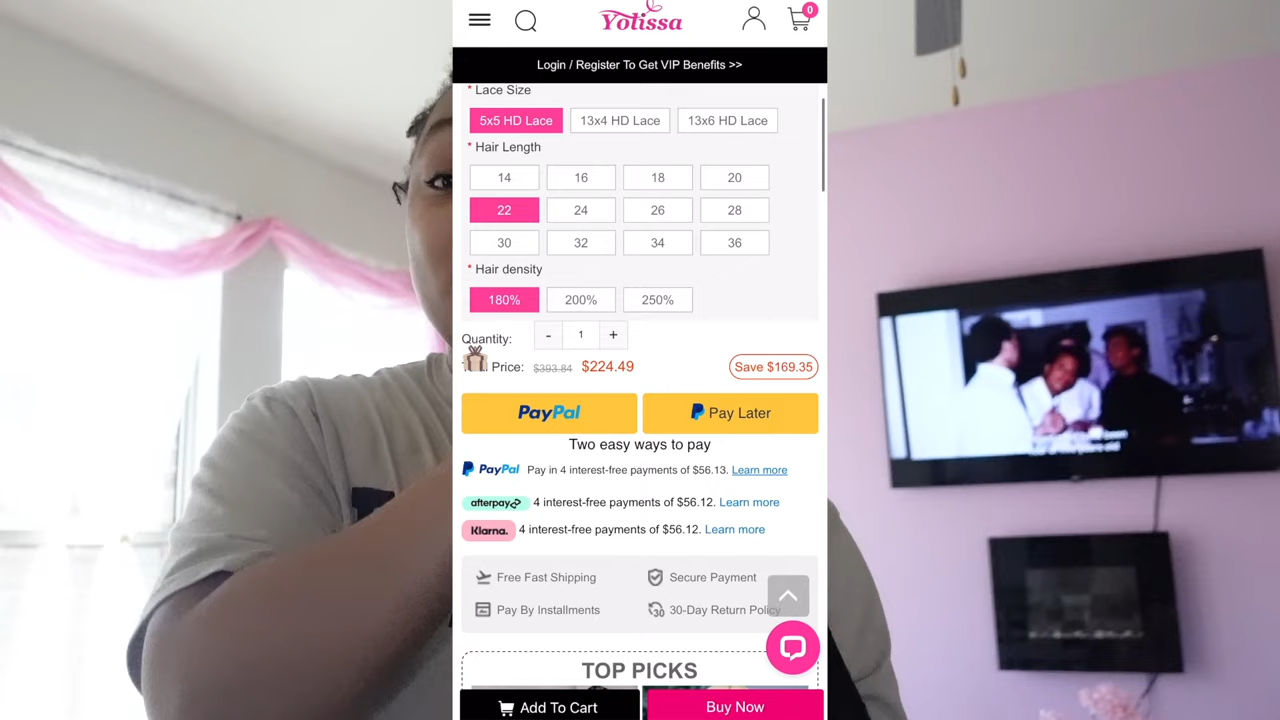 Yolissa
0
Login / Register To Get VIP Benefits >>
* Lace Size
5x5 HD Lace 13x4 HD Lace 13x6 HD Lace
* Hair Length
14 16 18 20
22 24 26 28
30 32 34 36
* Hair density
180% 200% 250%
Quantity: - 1 +
Price: $393.84 $224.49 Save $169.35
PayPal Pay Later
Two easy ways to pay
PayPal Pay in 4 interest-free payments of $56.13. Learn more
afterpay 4 interest-free payments of $56.12. Learn more
Klarna. 4 interest-free payments of $56.12. Learn more
Free Fast Shipping Secure Payment
Pay By Installments 30 30-Day Return Policy
TOP PICKS
Add To Cart Buy Now